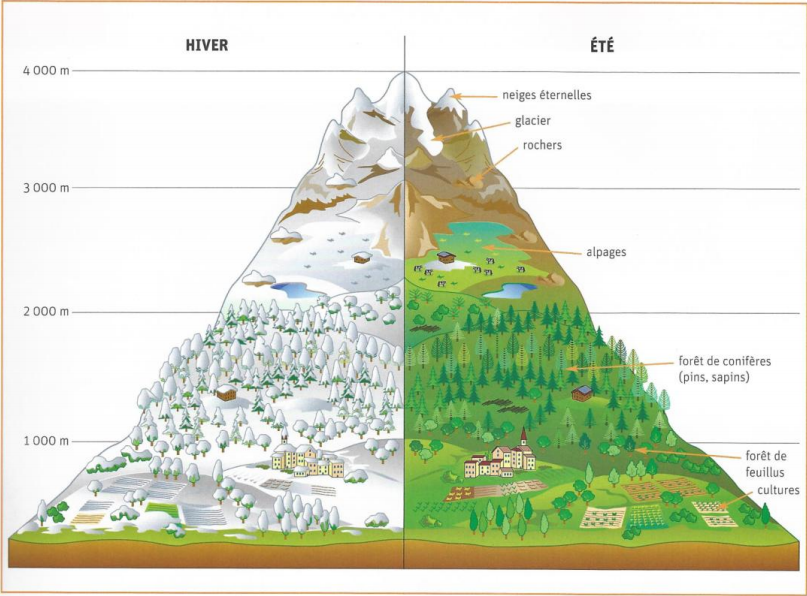 HIVER
ÉTÉ
4 000 m
neiges éternelles
glacier
rochers
3 000 m
alpages
2 000 m
forêt de conifères
(pins, sapins)
1 000 m
forêt de
feuillus
cultures